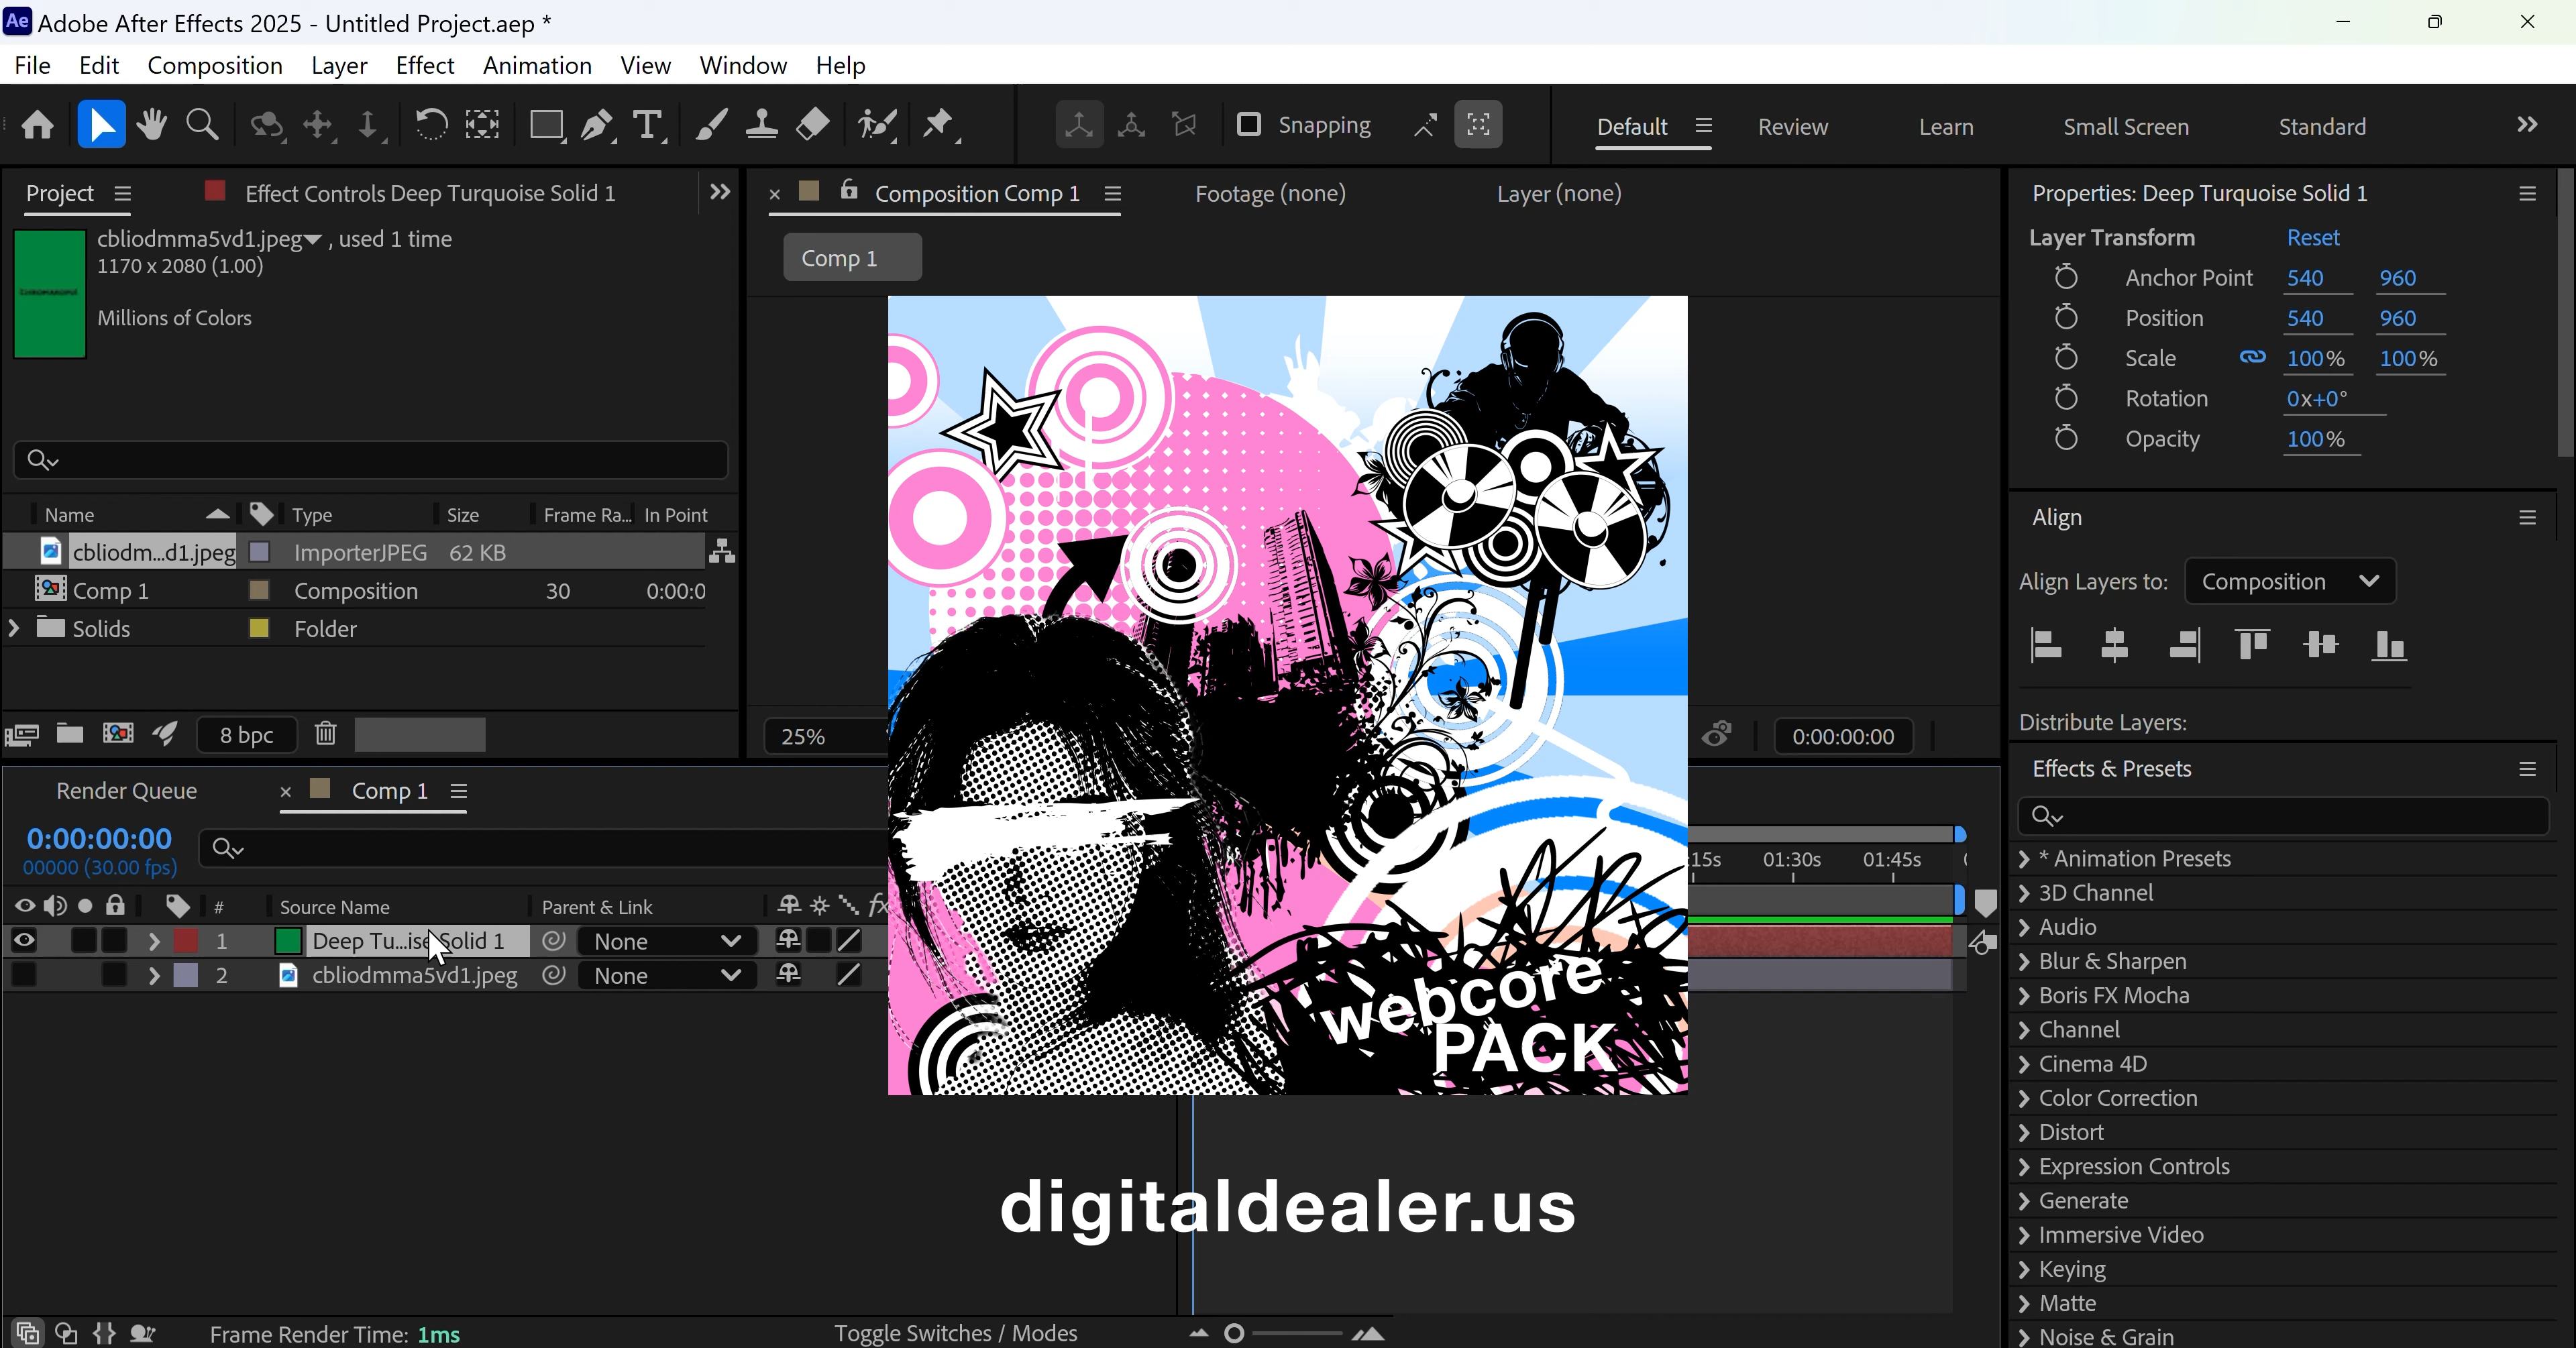 Ae Adobe After Effects 2025 - Untitled Project.aep *
File Edit Composition Layer Effect Animation View Window Help
Snapping
Default Review Learn Small Screen Standard
Project Effect Controls Deep Turquoise Solid 1
cbliodmma5vd1.jpeg , used 1 time
1170 x 2080 (1.00)
Millions of Colors
Name Type Size Frame Ra... In Point
cbliodm...d1.jpeg ImporterJPEG 62 KB
Comp 1 Composition 30 0:00:0
Solids Folder
8 bpc
Composition Comp 1 Footage (none) Layer (none)
Comp 1
25%
0:00:00:00
webcore
PACK
digitaldealer.us
Properties: Deep Turquoise Solid 1
Layer Transform Reset
Anchor Point 540 960
Position 540 960
Scale 100% 100%
Rotation 0x+0°
Opacity 100%
Align
Align Layers to: Composition
Distribute Layers:
Effects & Presets
* Animation Presets
3D Channel
Audio
Blur & Sharpen
Boris FX Mocha
Channel
Cinema 4D
Color Correction
Distort
Expression Controls
Generate
Immersive Video
Keying
Matte
Noise & Grain
Render Queue Comp 1
0:00:00:00
00000 (30.00 fps)
:15s 01:30s 01:45s
# Source Name Parent & Link fx
1 Deep Tu...ise Solid 1 None
2 cbliodmma5vd1.jpeg None
Frame Render Time: 1ms
Toggle Switches / Modes